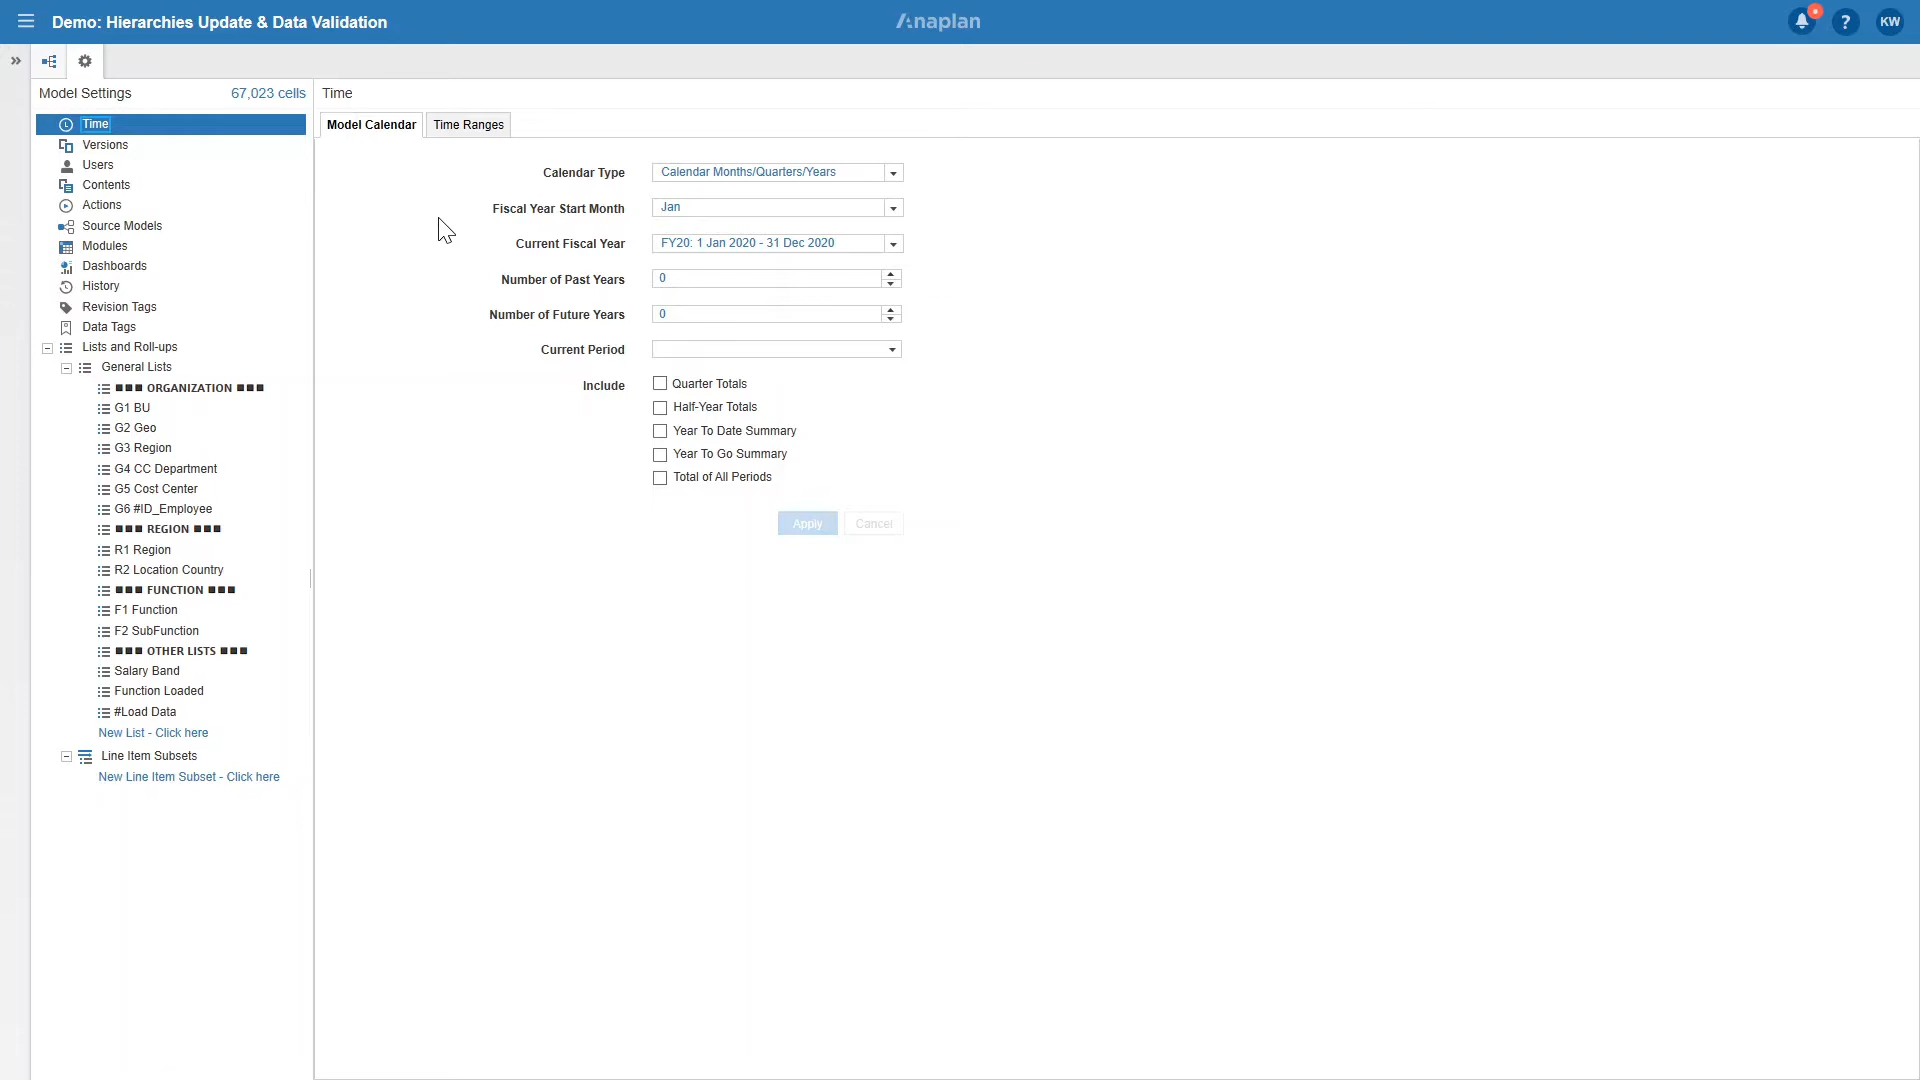 Demo: Hierarchies Update & Data Validation
Anaplan
?
KW
Model Settings
67,023 cells
Time
Time
Versions
Users
Contents
Actions
Source Models
Modules
Dashboards
History
Revision Tags
Data Tags
Lists and Roll-ups
General Lists
■■■ ORGANIZATION ■■■
G1 BU
G2 Geo
G3 Region
G4 CC Department
G5 Cost Center
G6 #ID_Employee
■■■ REGION ■■■
R1 Region
R2 Location Country
■■■ FUNCTION ■■■
F1 Function
F2 SubFunction
■■■ OTHER LISTS ■■■
Salary Band
Function Loaded
#Load Data
New List - Click here
Line Item Subsets
New Line Item Subset - Click here
Model Calendar
Time Ranges
Calendar Type
Calendar Months/Quarters/Years
Fiscal Year Start Month
Jan
Current Fiscal Year
FY20: 1 Jan 2020 - 31 Dec 2020
Number of Past Years
0
Number of Future Years
0
Current Period
Include
Quarter Totals
Half-Year Totals
Year To Date Summary
Year To Go Summary
Total of All Periods
Apply
Cancel